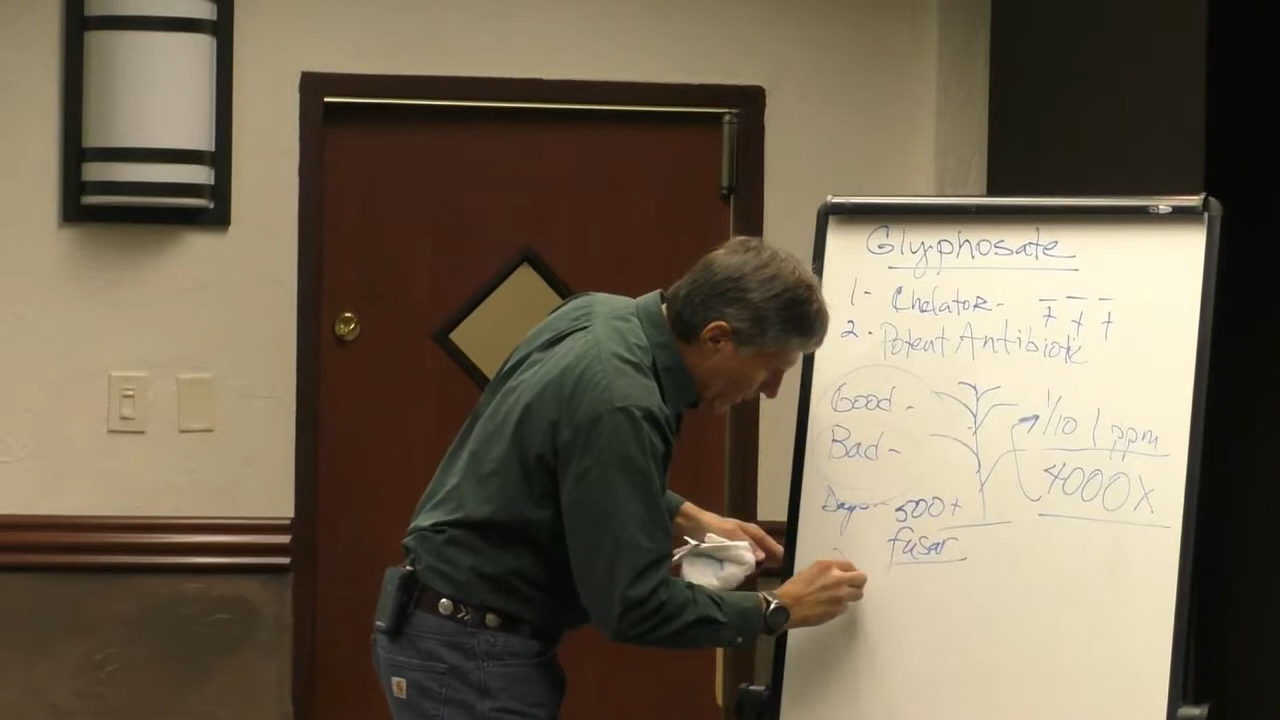 Glyphosate
1- Chelator-
2. Potent Antibiotic
Good -
Bad -
1/10 1 ppm
4000X
500+
fusar